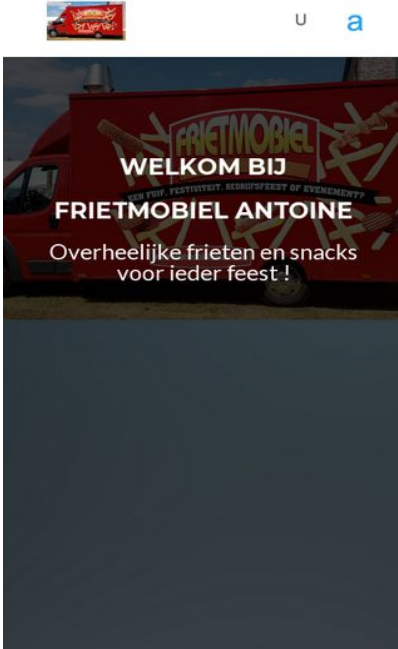 U
a
FRIETMOBIEL
EEN FUIF, FESTIVITEIT, BEDRIJFSFEEST OF EVENEMENT?
WELKOM BIJ
FRIETMOBIEL ANTOINE
Overheelijke frieten en snacks
voor ieder feest !